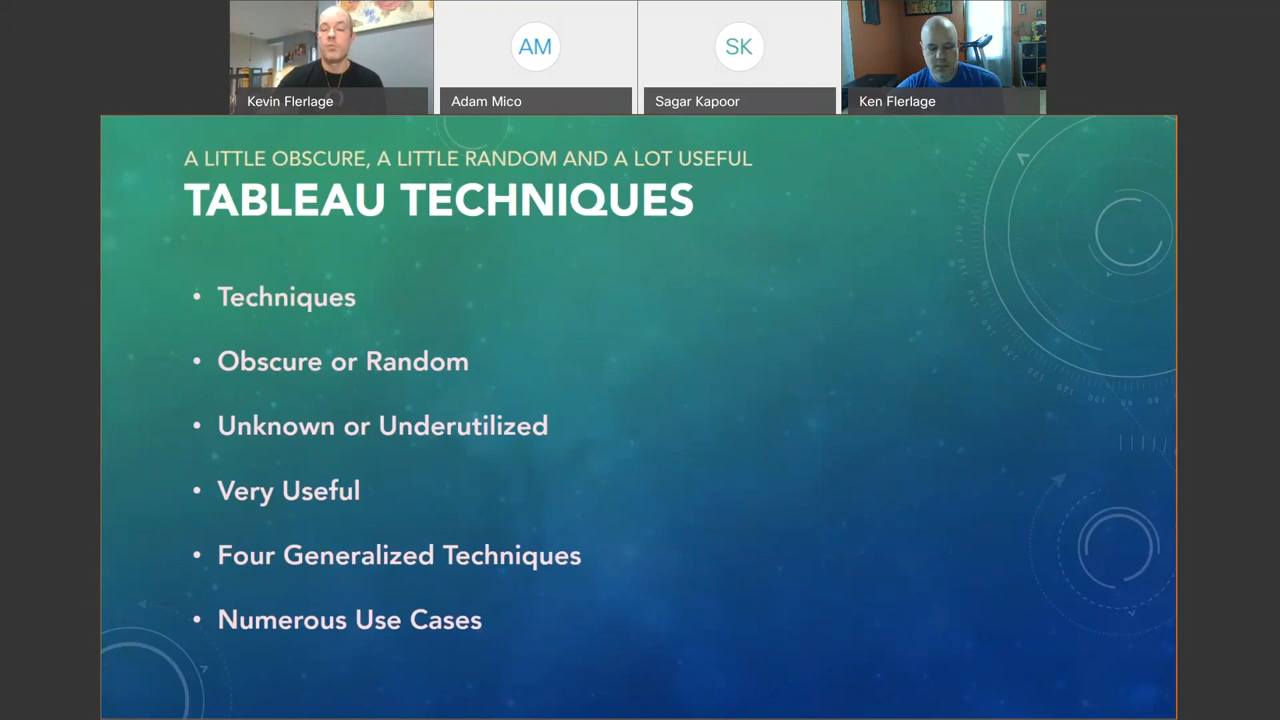 AM
SK
Kevin Flerlage
Adam Mico
Sagar Kapoor
Ken Flerlage
A LITTLE OBSCURE, A LITTLE RANDOM AND A LOT USEFUL
TABLEAU TECHNIQUES
• Techniques
• Obscure or Random
• Unknown or Underutilized
• Very Useful
• Four Generalized Techniques
• Numerous Use Cases